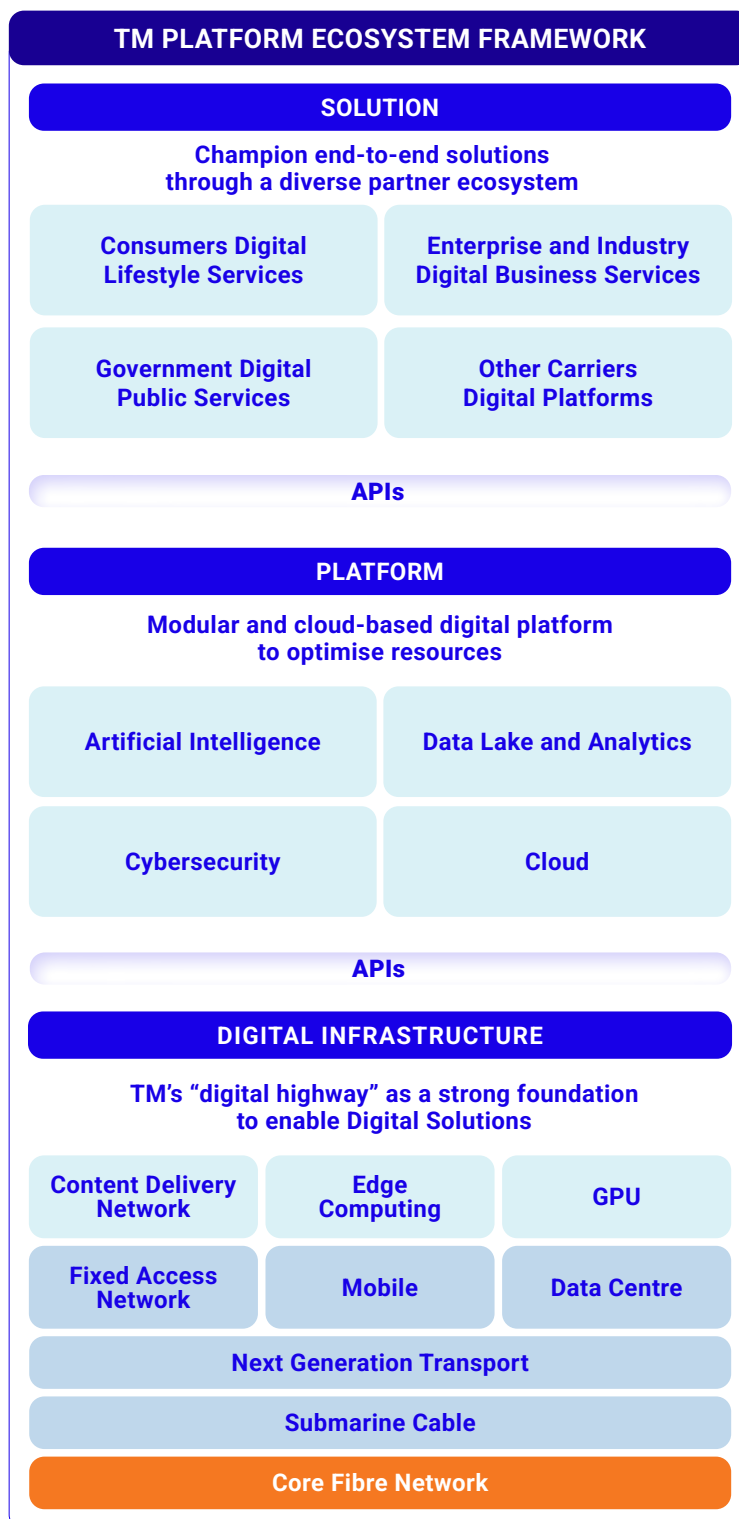 TM PLATFORM ECOSYSTEM FRAMEWORK
SOLUTION
Champion end-to-end solutions
through a diverse partner ecosystem
Consumers Digital
Lifestyle Services
Enterprise and Industry
Digital Business Services
Government Digital
Public Services
Other Carriers
Digital Platforms
APIs
PLATFORM
Modular and cloud-based digital platform
to optimise resources
Artificial Intelligence
Data Lake and Analytics
Cybersecurity
Cloud
APIs
DIGITAL INFRASTRUCTURE
TM’s “digital highway” as a strong foundation
to enable Digital Solutions
Content Delivery
Network
Edge
Computing
GPU
Fixed Access
Network
Mobile
Data Centre
Next Generation Transport
Submarine Cable
Core Fibre Network